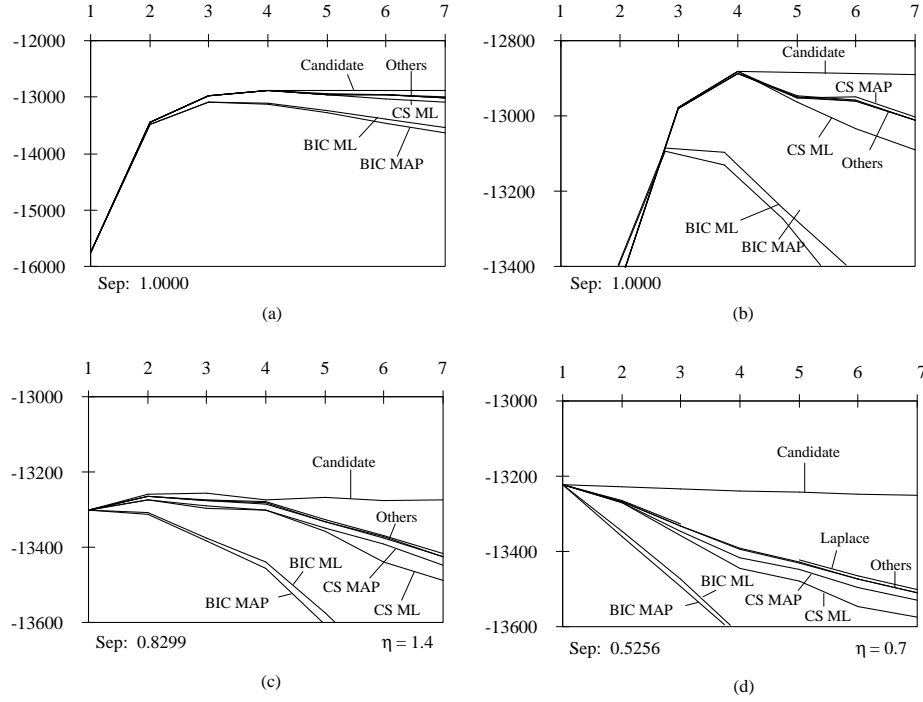 1 2 3 4 5 6 7
-12000
-13000
-14000
-15000
-16000
Candidate
Others
CS ML
BIC ML
BIC MAP
Sep: 1.0000
(a)
1 2 3 4 5 6 7
-12800
-13000
-13200
-13400
Candidate
CS MAP
CS ML
Others
BIC ML
BIC MAP
Sep: 1.0000
(b)
1 2 3 4 5 6 7
-13000
-13200
-13400
-13600
Candidate
Others
BIC ML
CS MAP
BIC MAP
CS ML
Sep: 0.8299
η = 1.4
(c)
1 2 3 4 5 6 7
-13000
-13200
-13400
-13600
Candidate
Laplace
Others
BIC ML
CS MAP
BIC MAP
CS ML
Sep: 0.5256
η = 0.7
(d)